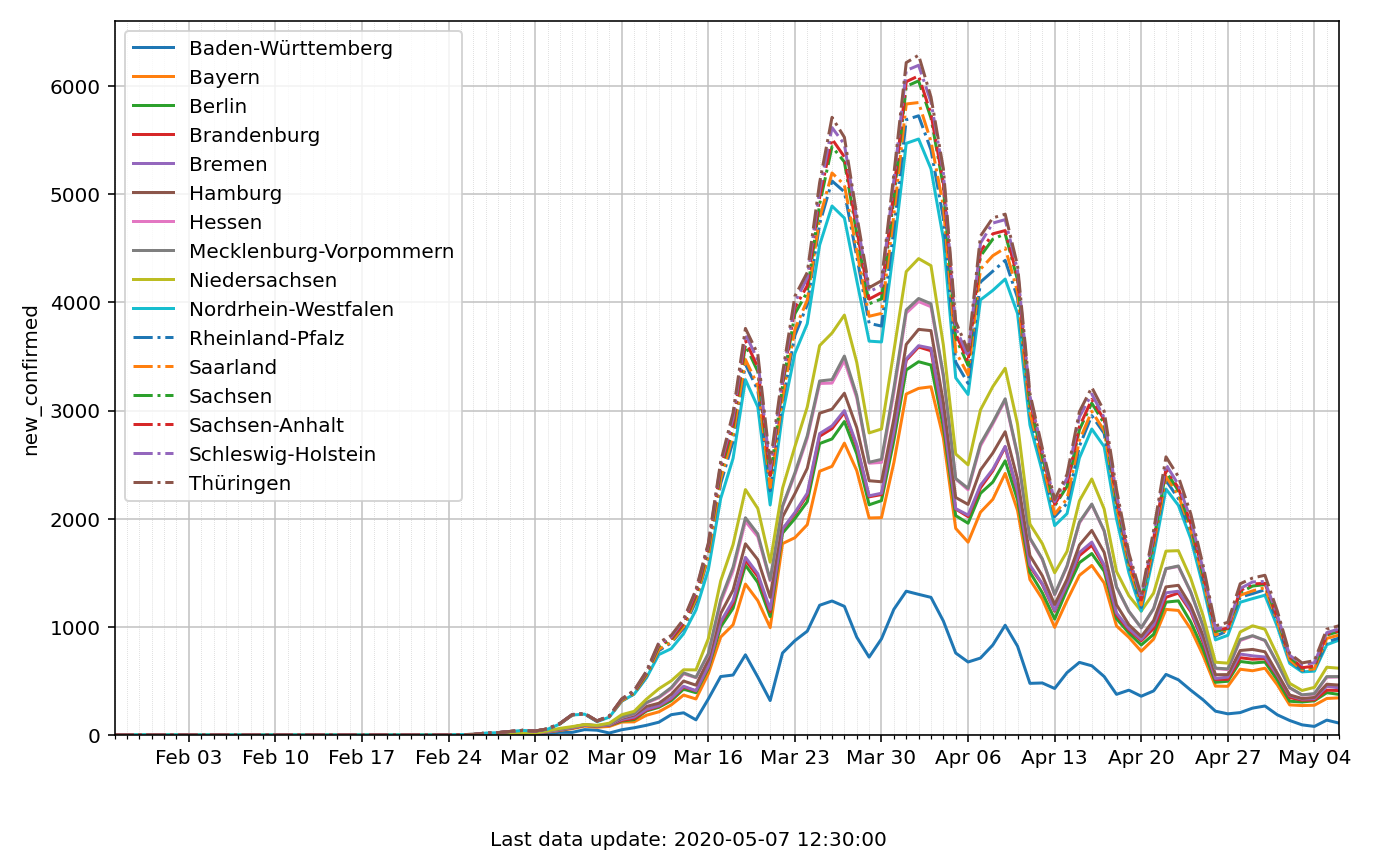 Baden-Württemberg
Bayern
Berlin
Brandenburg
Bremen
Hamburg
Hessen
Mecklenburg-Vorpommern
Niedersachsen
Nordrhein-Westfalen
Rheinland-Pfalz
Saarland
Sachsen
Sachsen-Anhalt
Schleswig-Holstein
Thüringen
new_confirmed
6000
5000
4000
3000
2000
1000
0
Feb 03 Feb 10 Feb 17 Feb 24 Mar 02 Mar 09 Mar 16 Mar 23 Mar 30 Apr 06 Apr 13 Apr 20 Apr 27 May 04
Last data update: 2020-05-07 12:30:00